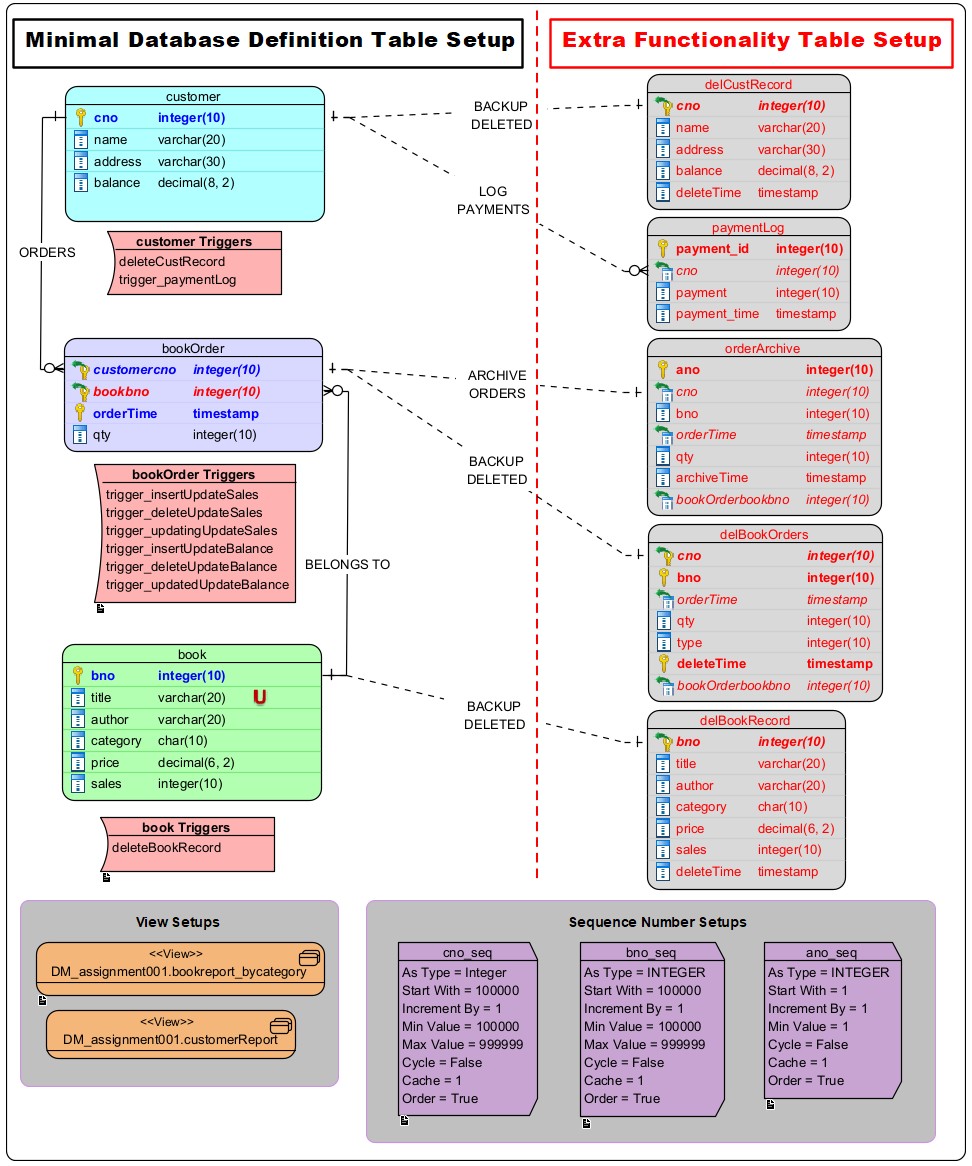 Minimal Database Definition Table Setup
Extra Functionality Table Setup
customer
cno integer(10)
name varchar(20)
address varchar(30)
balance decimal(8, 2)
customer Triggers
deleteCustRecord
trigger_paymentLog
ORDERS
bookOrder
customercno integer(10)
bookbno integer(10)
orderTime timestamp
qty integer(10)
bookOrder Triggers
trigger_insertUpdateSales
trigger_deleteUpdateSales
trigger_updatingUpdateSales
trigger_insertUpdateBalance
trigger_deleteUpdateBalance
trigger_updatedUpdateBalance
BELONGS TO
book
bno integer(10)
title varchar(20) U
author varchar(20)
category char(10)
price decimal(6, 2)
sales integer(10)
book Triggers
deleteBookRecord
BACKUP
DELETED
LOG
PAYMENTS
ARCHIVE
ORDERS
BACKUP
DELETED
BACKUP
DELETED
delCustRecord
cno integer(10)
name varchar(20)
address varchar(30)
balance decimal(8, 2)
deleteTime timestamp
paymentLog
payment_id integer(10)
cno integer(10)
payment integer(10)
payment_time timestamp
orderArchive
ano integer(10)
cno integer(10)
bno integer(10)
orderTime timestamp
qty integer(10)
archiveTime timestamp
bookOrderbookbno integer(10)
delBookOrders
cno integer(10)
bno integer(10)
orderTime timestamp
qty integer(10)
type integer(10)
deleteTime timestamp
bookOrderbookbno integer(10)
delBookRecord
bno integer(10)
title varchar(20)
author varchar(20)
category char(10)
price decimal(6, 2)
sales integer(10)
deleteTime timestamp
View Setups
<<View>>
DM_assignment001.bookreport_bycategory
<<View>>
DM_assignment001.customerReport
Sequence Number Setups
cno_seq
As Type = Integer
Start With = 100000
Increment By = 1
Min Value = 100000
Max Value = 999999
Cycle = False
Cache = 1
Order = True
bno_seq
As Type = INTEGER
Start With = 100000
Increment By = 1
Min Value = 100000
Max Value = 999999
Cycle = False
Cache = 1
Order = True
ano_seq
As Type = INTEGER
Start With = 1
Increment By = 1
Min Value = 1
Cycle = False
Cache = 1
Order = True